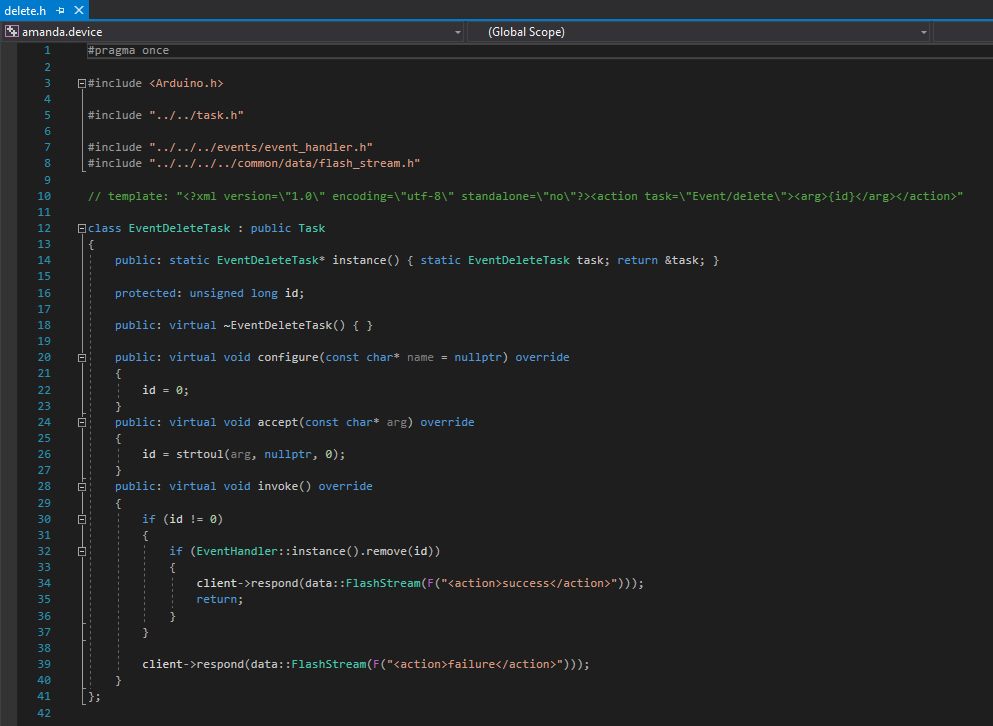 delete.h
amanda.device (Global Scope)
1 #pragma once
2
3 #include <Arduino.h>
4
5 #include "../../task.h"
6
7 #include "../../../events/event_handler.h"
8 #include "../../../../common/data/flash_stream.h"
9
10 // template: "<?xml version=\"1.0\" encoding=\"utf-8\" standalone=\"no\"?><action task=\"Event/delete\"><arg>{id}</arg></action>"
11
12 class EventDeleteTask : public Task
13 {
14     public: static EventDeleteTask* instance() { static EventDeleteTask task; return &task; }
15
16     protected: unsigned long id;
17
18     public: virtual ~EventDeleteTask() { }
19
20     public: virtual void configure(const char* name = nullptr) override
21     {
22         id = 0;
23     }
24     public: virtual void accept(const char* arg) override
25     {
26         id = strtoul(arg, nullptr, 0);
27     }
28     public: virtual void invoke() override
29     {
30         if (id != 0)
31         {
32             if (EventHandler::instance().remove(id))
33             {
34                 client->respond(data::FlashStream(F("<action>success</action>")));
35                 return;
36             }
37         }
38
39         client->respond(data::FlashStream(F("<action>failure</action>")));
40     }
41 };
42